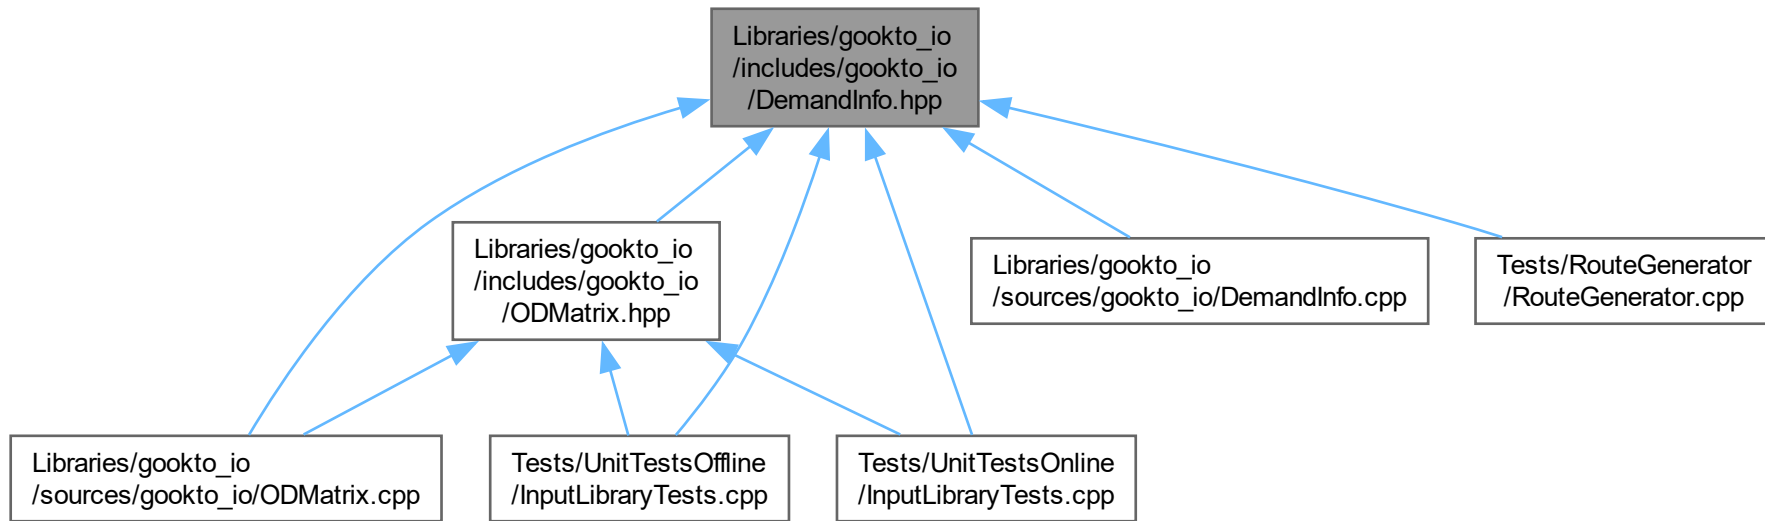 Libraries/gookto_io
/includes/gookto_io
/DemandInfo.hpp
Libraries/gookto_io
/includes/gookto_io
/ODMatrix.hpp
Libraries/gookto_io
/sources/gookto_io/DemandInfo.cpp
Tests/RouteGenerator
/RouteGenerator.cpp
Libraries/gookto_io
/sources/gookto_io/ODMatrix.cpp
Tests/UnitTestsOffline
/InputLibraryTests.cpp
Tests/UnitTestsOnline
/InputLibraryTests.cpp